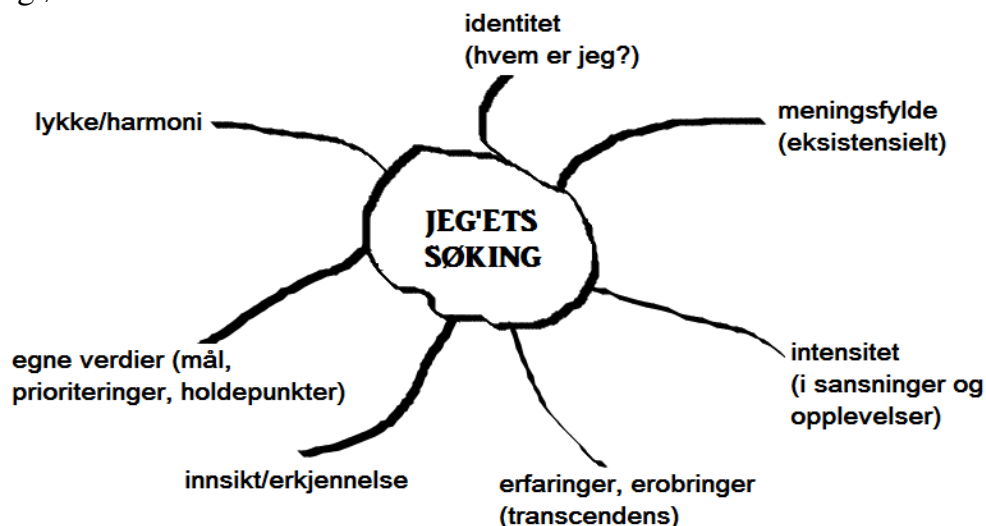 identitet
(hvem er jeg?)
lykke/harmoni
meningsfylde
(eksistensielt)
JEG'ETS
SØKING
egne verdier (mål,
prioriteringer, holdepunkter)
intensitet
(i sansninger og
opplevelser)
innsikt/erkjennelse
erfaringer, erobringer
(transcendens)